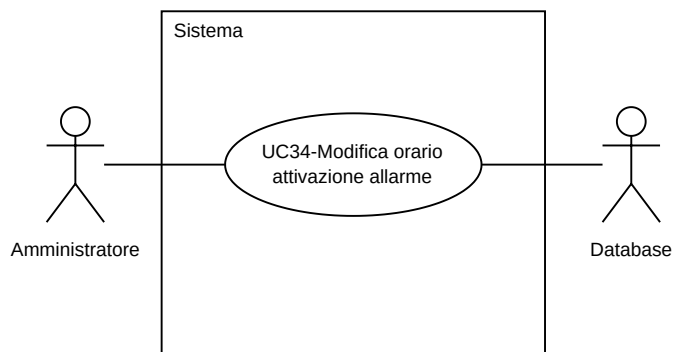 Sistema
UC34-Modifica orario
attivazione allarme
Amministratore
Database